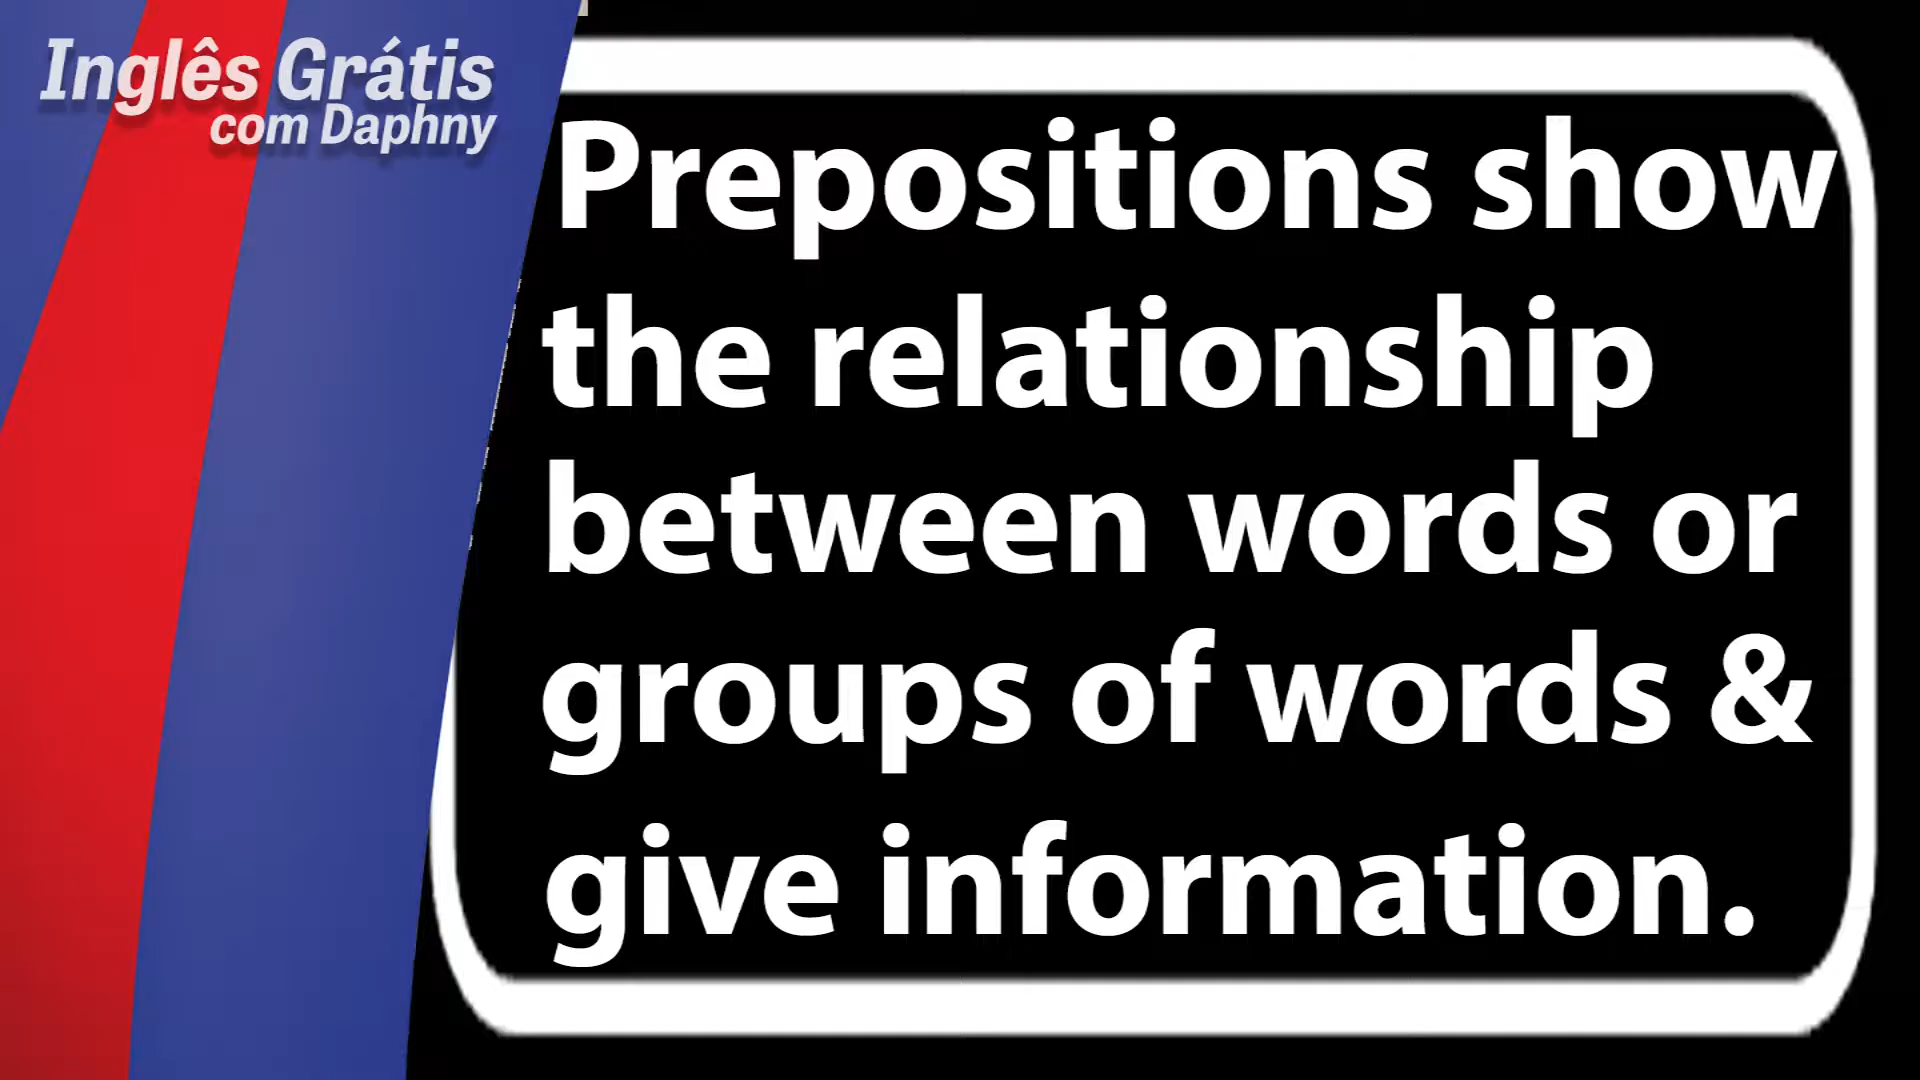 Inglês Grátis
com Daphny
Prepositions show
the relationship
between words or
groups of words &
give information.